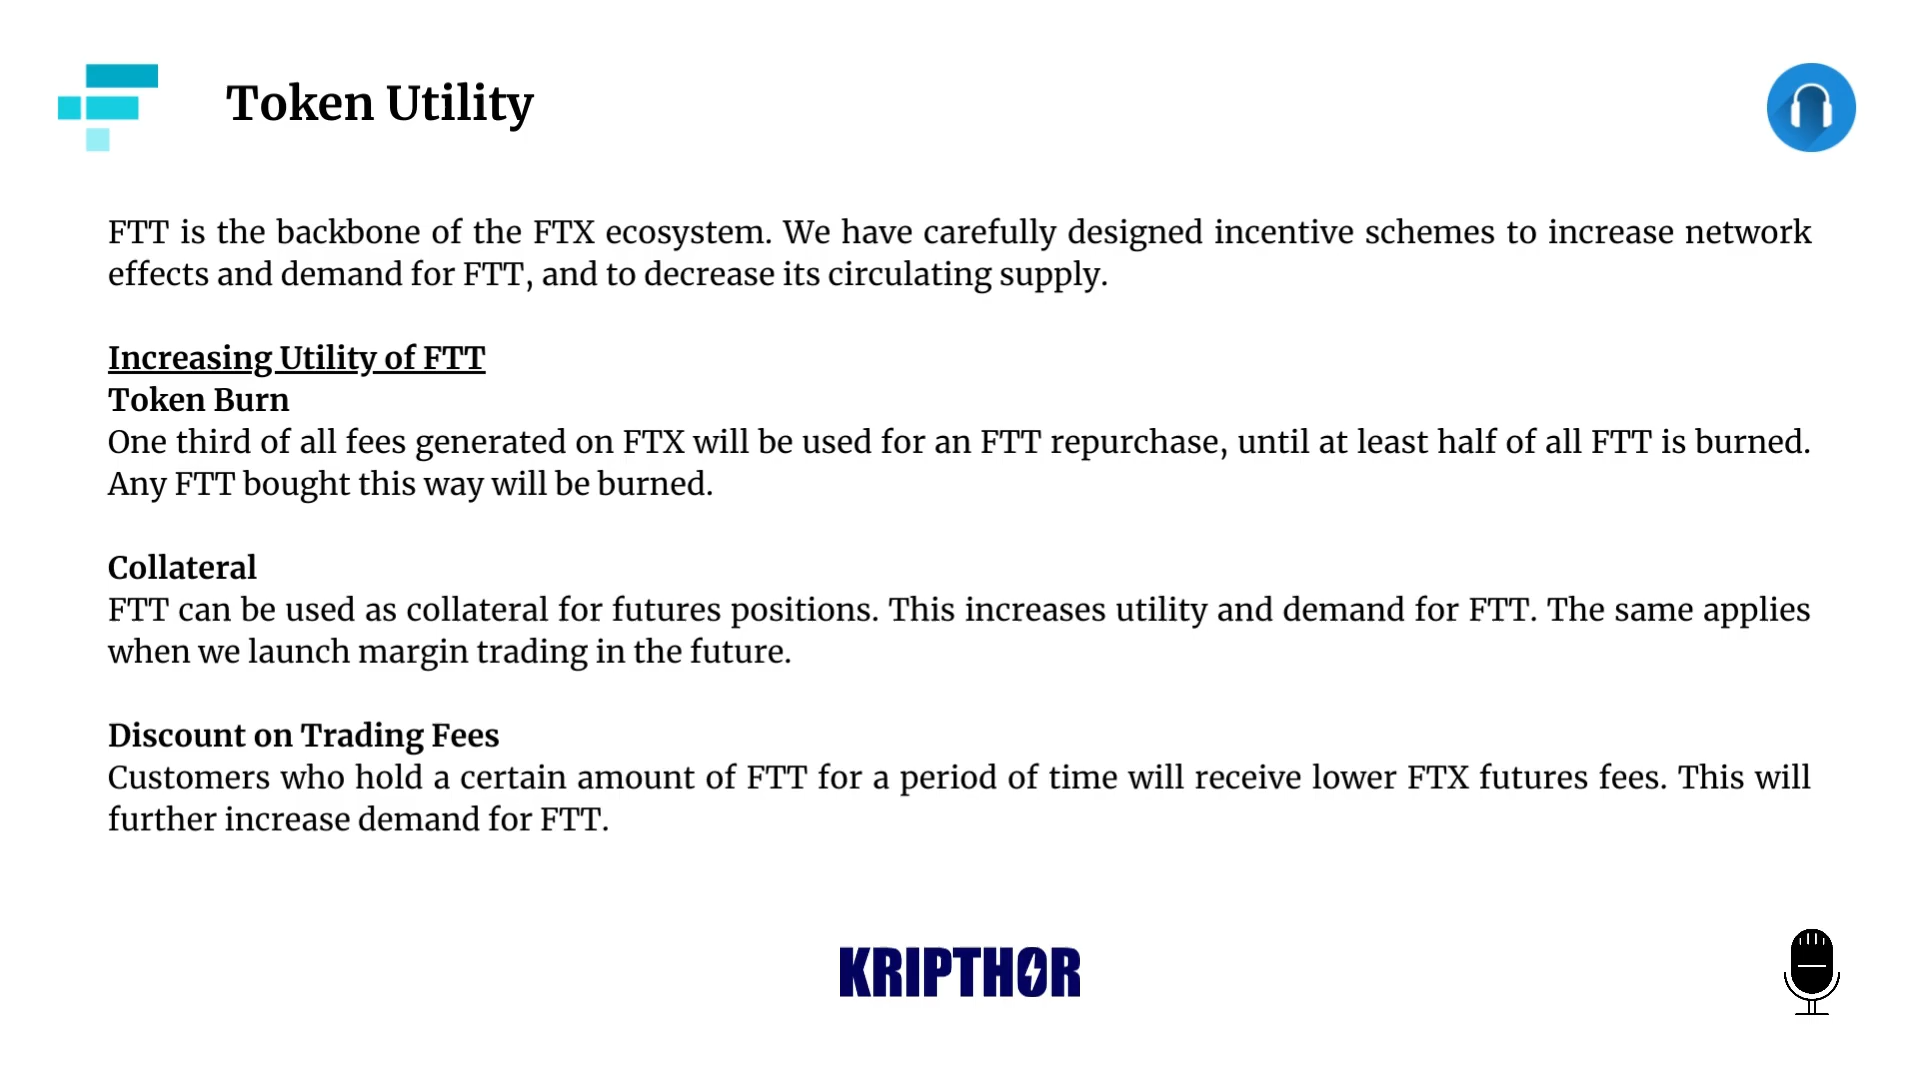 Token Utility
FTT is the backbone of the FTX ecosystem. We have carefully designed incentive schemes to increase network
effects and demand for FTT, and to decrease its circulating supply.
Increasing Utility of FTT
Token Burn
One third of all fees generated on FTX will be used for an FTT repurchase, until at least half of all FTT is burned.
Any FTT bought this way will be burned.
Collateral
FTT can be used as collateral for futures positions. This increases utility and demand for FTT. The same applies
when we launch margin trading in the future.
Discount on Trading Fees
Customers who hold a certain amount of FTT for a period of time will receive lower FTX futures fees. This will
further increase demand for FTT.
KRIPTHOR